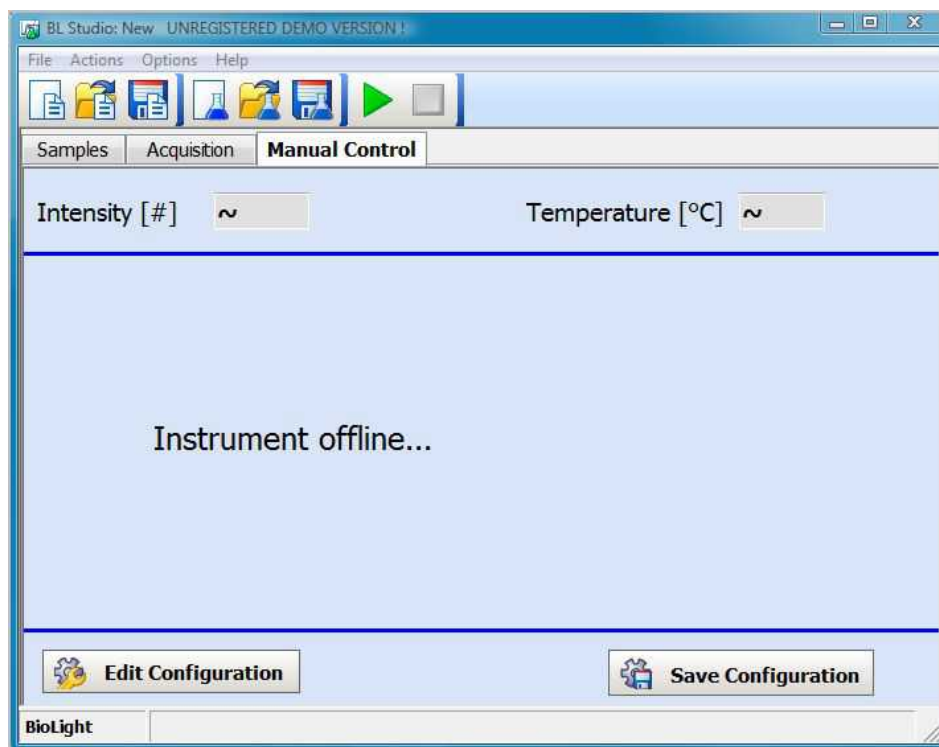 BL Studio: New UNREGISTERED DEMO VERSION !
File Actions Options Help
Samples Acquisition Manual Control
Intensity [#] ~ Temperature [°C] ~
Instrument offline...
Edit Configuration Save Configuration
BioLight